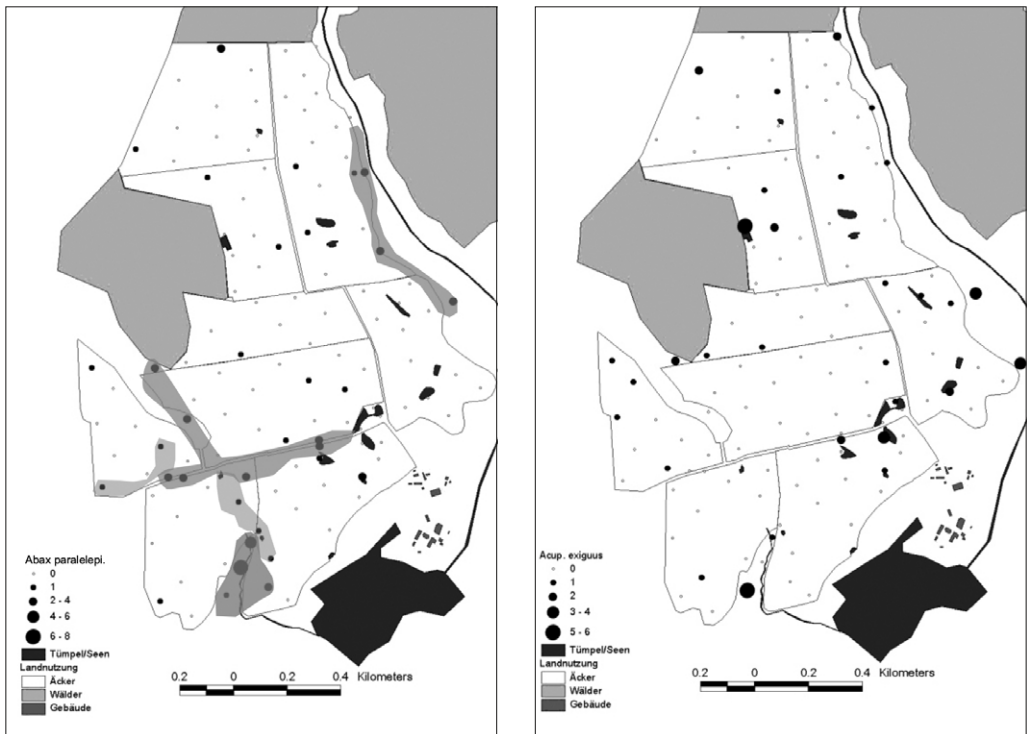 Abax paralelepi.
0
1
2 - 4
4 - 6
6 - 8
Tümpel/Seen
Landnutzung
Äcker
Wälder
Gebäude
0.2 0 0.2 0.4 Kilometers
Acup. exiguus
0
1
2
3 - 4
5 - 6
Tümpel/Seen
Landnutzung
Äcker
Wälder
Gebäude
0.2 0 0.2 0.4 Kilometers